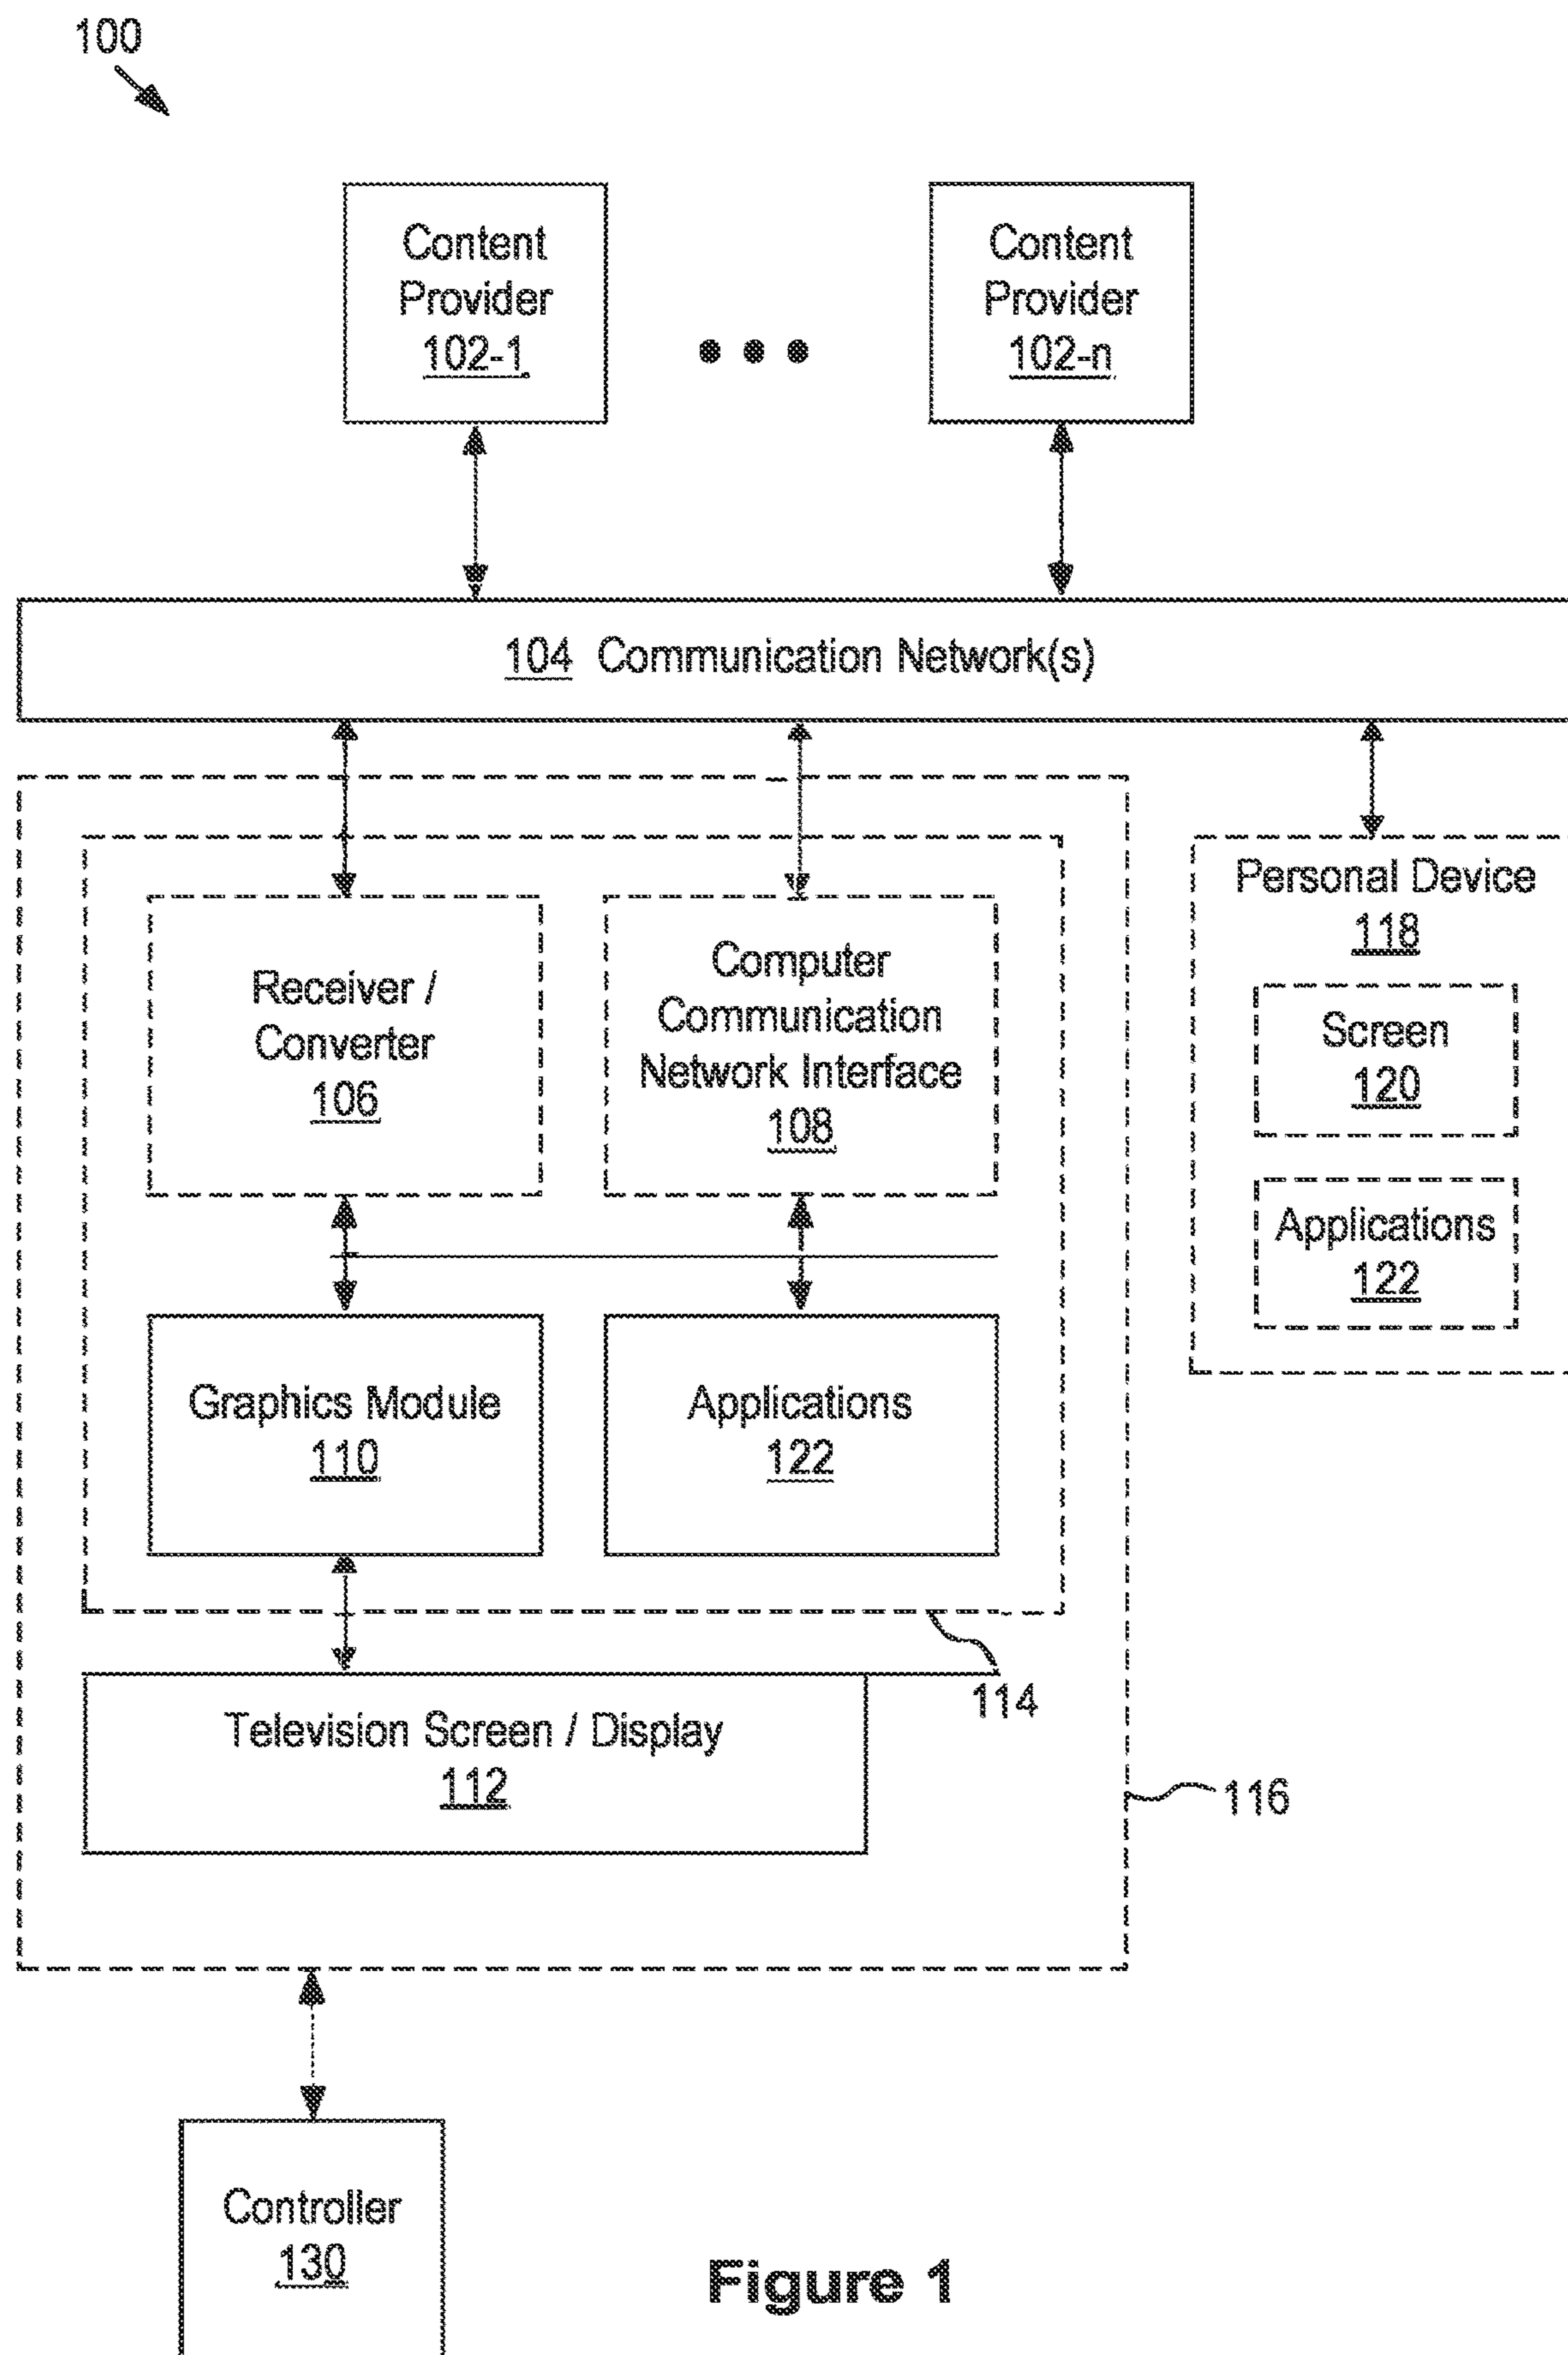 100
Content
Provider
102-1
Content
Provider
102-n
104 Communication Network(s)
Receiver /
Converter
106
Computer
Communication
Network Interface
108
Personal Device
118
Screen
120
Applications
122
Graphics Module
110
Applications
122
114
Television Screen / Display
112
116
Controller
130
Figure 1